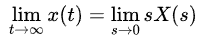 lim x(t) = lim sX(s)
t→∞ s→0